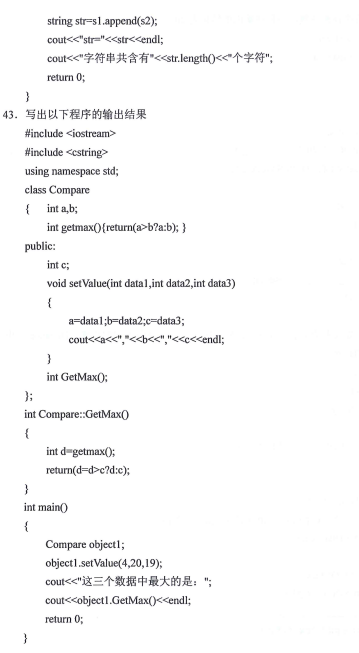 string str=s1.append(s2);
cout<<"str="<<str<<endl;
cout<<"字符串共含有"<<str.length()<<"个字符";
return 0;
}
43．写出以下程序的输出结果
#include <iostream>
#include <cstring>
using namespace std;
class Compare
{ int a,b;
int getmax(){return(a>b?a:b); }
public:
int c;
void setValue(int data1,int data2,int data3)
{
a=data1;b=data2;c=data3;
cout<<a<<","<<b<<","<<c<<endl;
}
int GetMax();
};
int Compare::GetMax()
{
int d=getmax();
return(d=d>c?d:c);
}
int main()
{
Compare object1;
object1.setValue(4,20,19);
cout<<"这三个数据中最大的是：";
cout<<object1.GetMax()<<endl;
return 0;
}